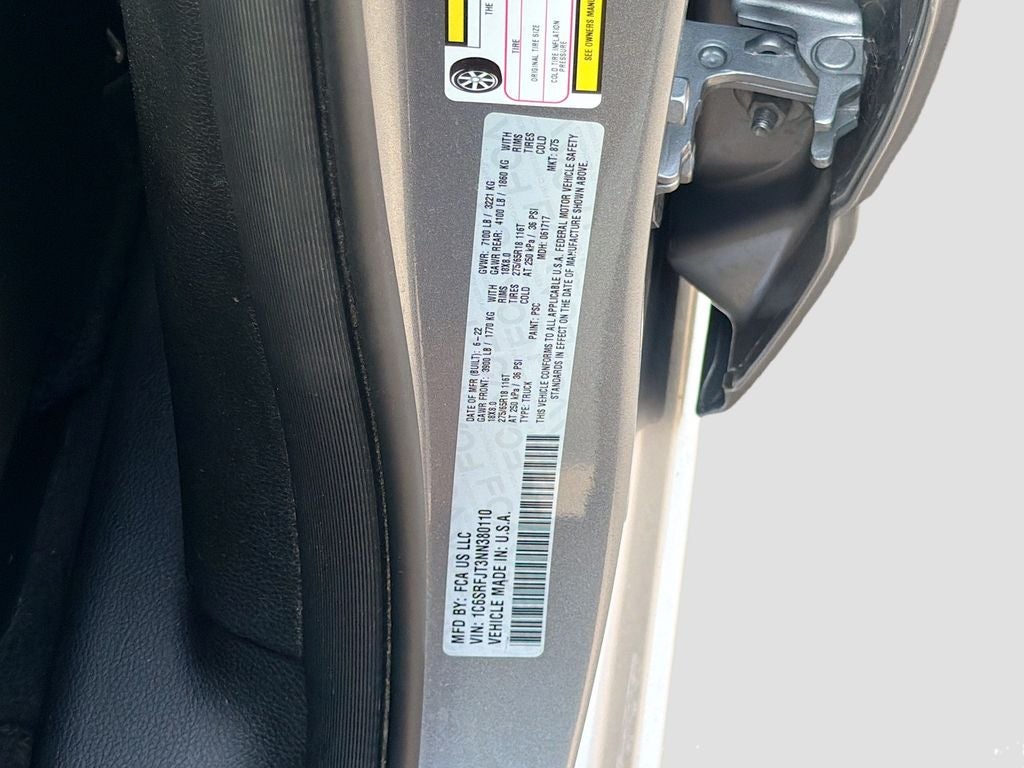 MFD BY: FCA US LLC
VIN: 1C6SRFJT3NN380110
VEHICLE MADE IN: U.S.A.
DATE OF MFR (BUILT): 6-22
GVWR: 7100 LB / 3221 KG
GAWR FRONT: 3900 LB / 1770 KG WITH
GAWR REAR: 4100 LB / 1860 KG WITH
18X8.0 RIMS
18X8.0 RIMS
275/65R18 116T TIRES
275/65R18 116T TIRES
AT 250 kPa / 36 PSI COLD
AT 250 kPa / 36 PSI COLD
TYPE: TRUCK
PAINT: PSC
MDH: 061717
MKT: 875
THIS VEHICLE CONFORMS TO ALL APPLICABLE U.S.A. FEDERAL MOTOR VEHICLE SAFETY
STANDARDS IN EFFECT ON THE DATE OF MANUFACTURE SHOWN ABOVE.
THE
TIRE
ORIGINAL TIRE SIZE
COLD TIRE INFLATION
PRESSURE
SEE OWNERS MANU